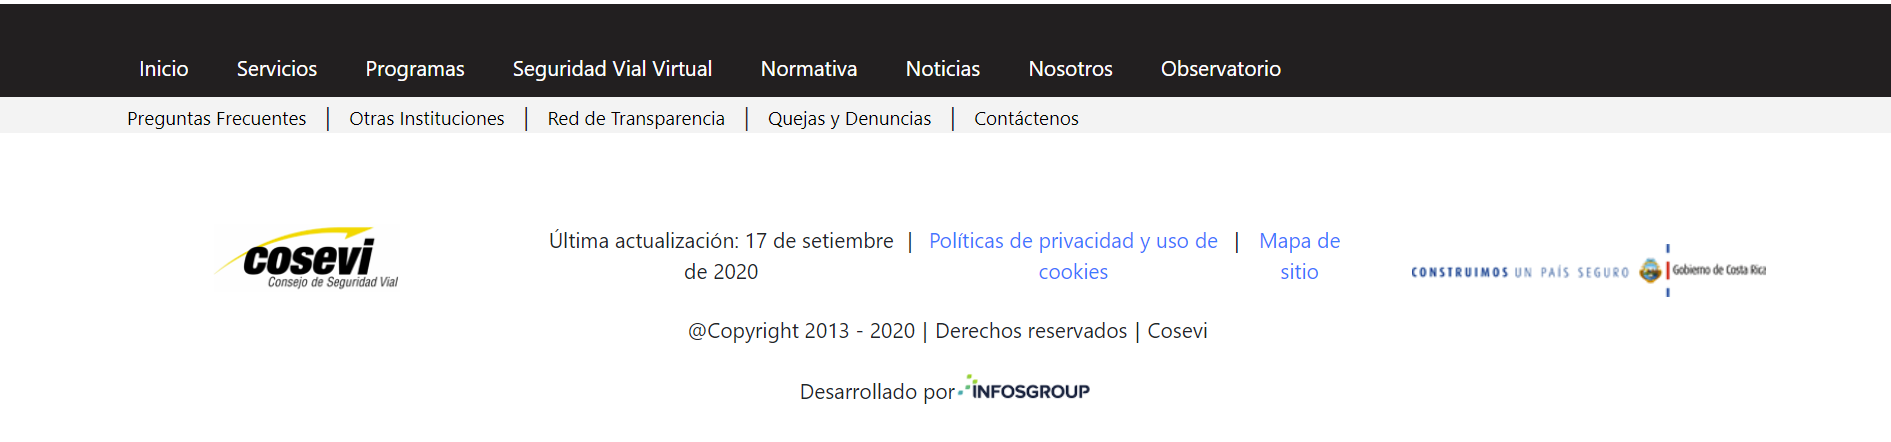 Inicio Servicios Programas Seguridad Vial Virtual Normativa Noticias Nosotros Observatorio
Preguntas Frecuentes | Otras Instituciones | Red de Transparencia | Quejas y Denuncias | Contáctenos
cosevi
Consejo de Seguridad Vial
Última actualización: 17 de setiembre de 2020 | Políticas de privacidad y uso de cookies | Mapa de sitio
CONSTRUIMOS UN PAÍS SEGURO Gobierno de Costa Rica
@Copyright 2013 - 2020 | Derechos reservados | Cosevi
Desarrollado por INFOSGROUP